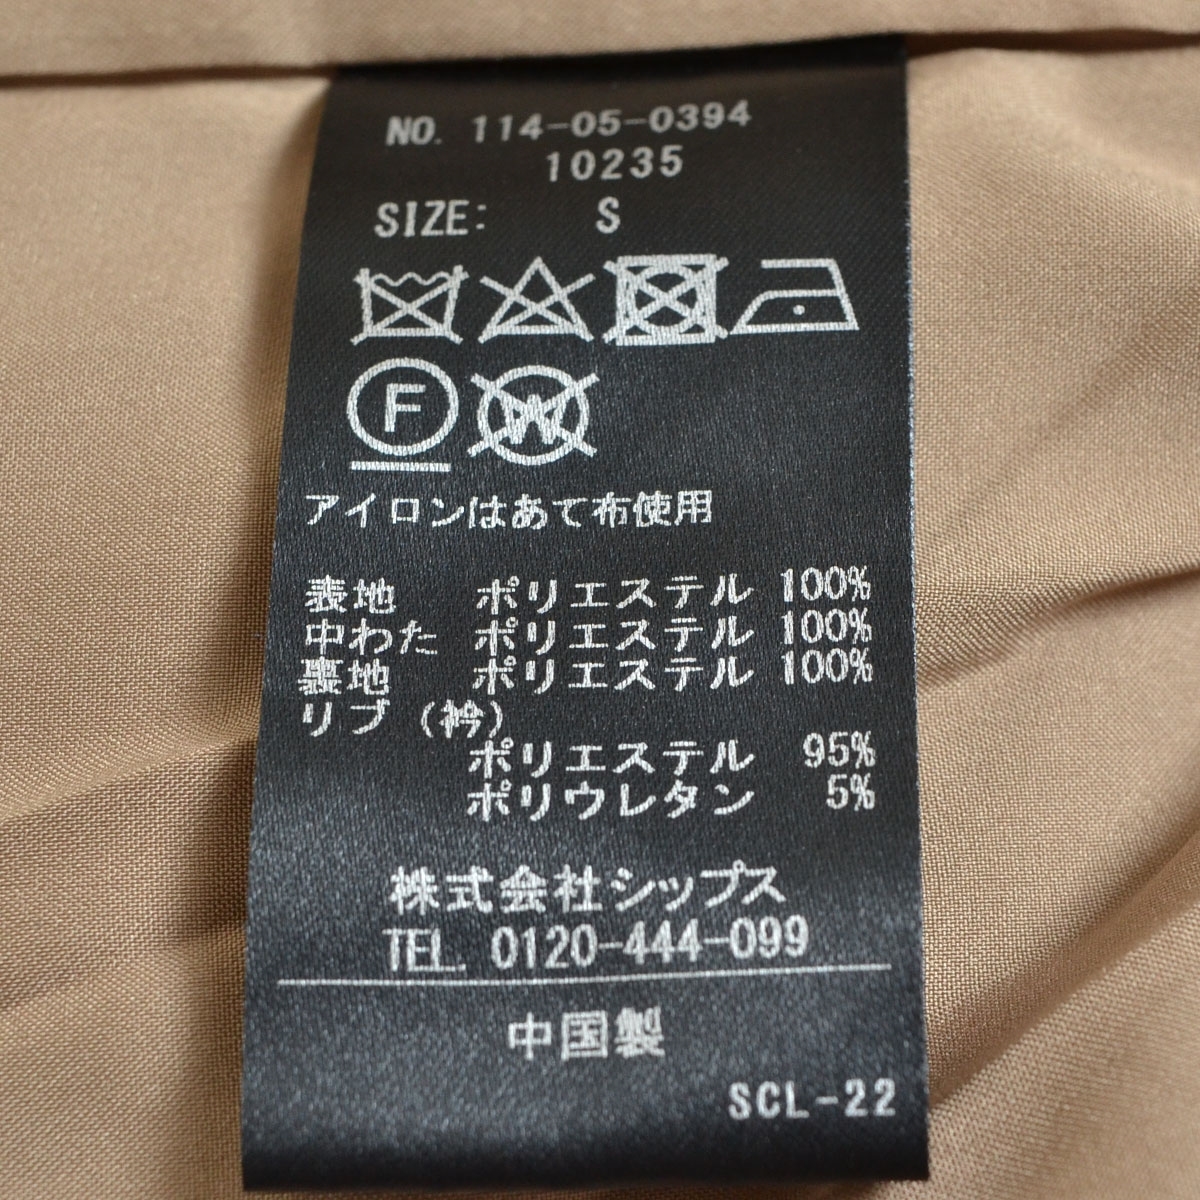 NO. 114-05-0394
10235
SIZE: S
F
W
アイロンはあて布使用
表地 ポリエステル 100%
中わた ポリエステル 100%
裏地 ポリエステル 100%
リブ（衿）
ポリエステル 95%
ポリウレタン 5%
株式会社シップス
TEL. 0120-444-099
中国製
SCL-22